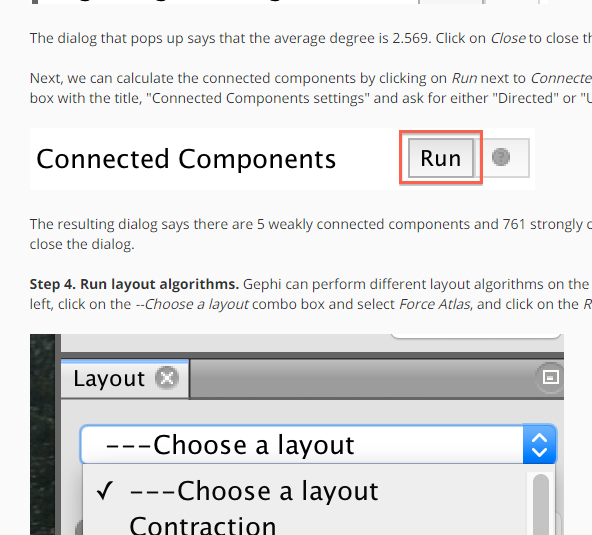 The dialog that pops up says that the average degree is 2.569. Click on Close to close
Next, we can calculate the connected components by clicking on Run next to
box with the title, "Connected Components settings" and ask for either "Directed" or
Connected Components Run ?
The resulting dialog says there are 5 weakly connected components and 761 strongly
close the dialog.
Step 4. Run layout algorithms. Gephi can perform different layout algorithms on the
left, click on the --Choose a layout combo box and select Force Atlas, and click on the
Layout
---Choose a layout
✓ ---Choose a layout
Contraction